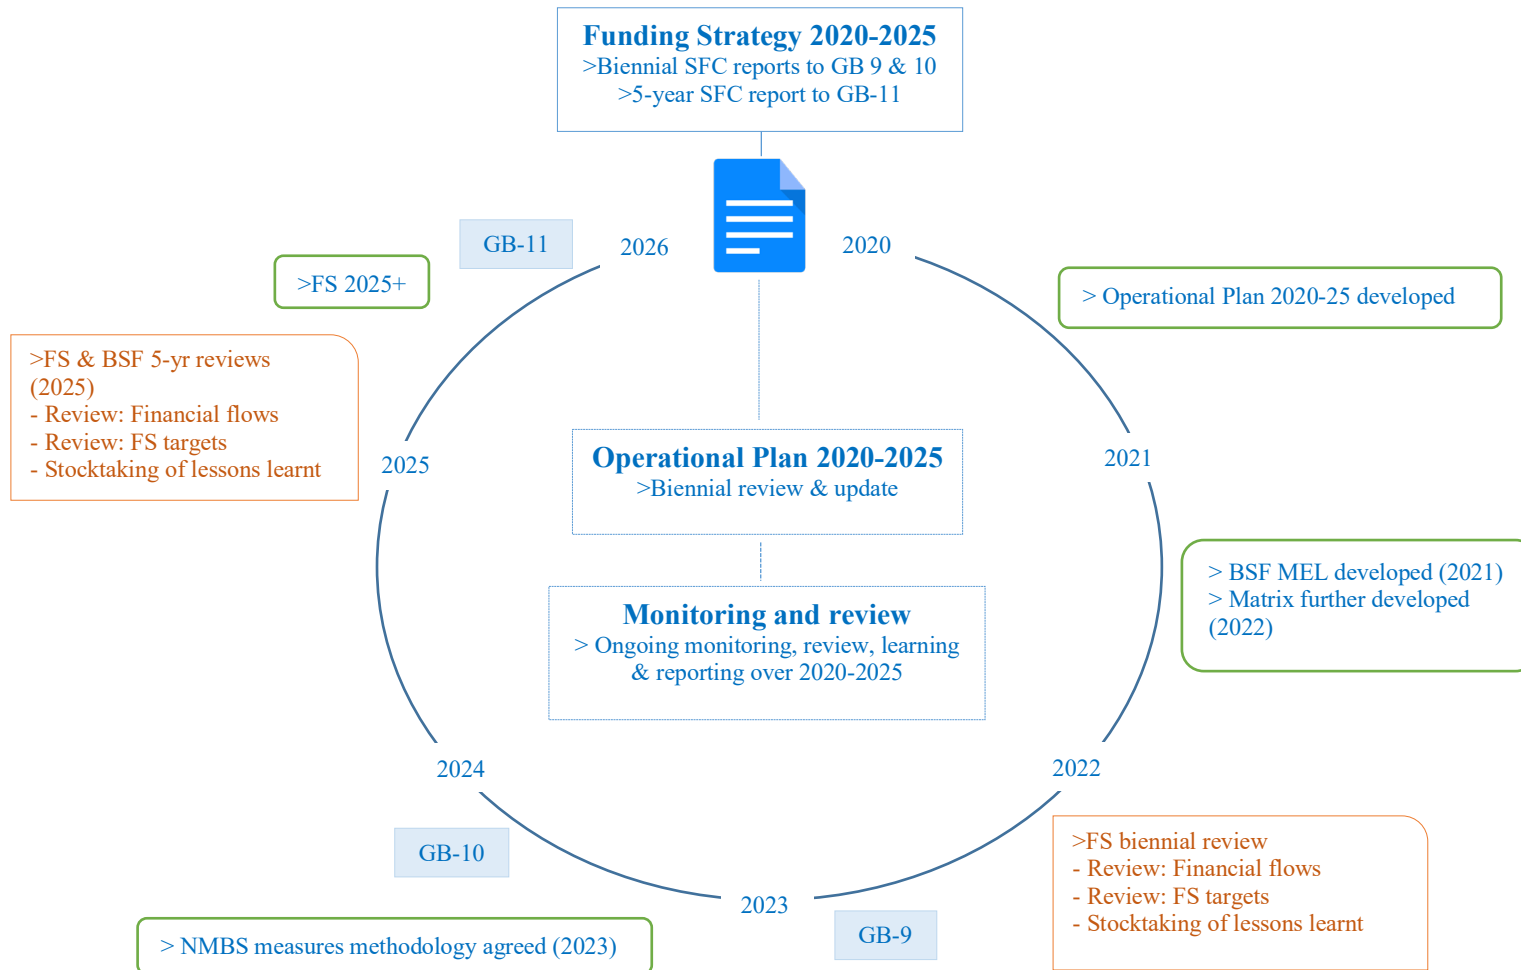 Funding Strategy 2020-2025
>Biennial SFC reports to GB 9 & 10
>5-year SFC report to GB-11
GB-11
2026
2020
>FS 2025+
> Operational Plan 2020-25 developed
>FS & BSF 5-yr reviews
(2025)
- Review: Financial flows
- Review: FS targets
- Stocktaking of lessons learnt
2025
Operational Plan 2020-2025
>Biennial review & update
2021
> BSF MEL developed (2021)
> Matrix further developed
(2022)
Monitoring and review
> Ongoing monitoring, review, learning
& reporting over 2020-2025
2024
2022
GB-10
>FS biennial review
- Review: Financial flows
- Review: FS targets
- Stocktaking of lessons learnt
2023
GB-9
> NMBS measures methodology agreed (2023)